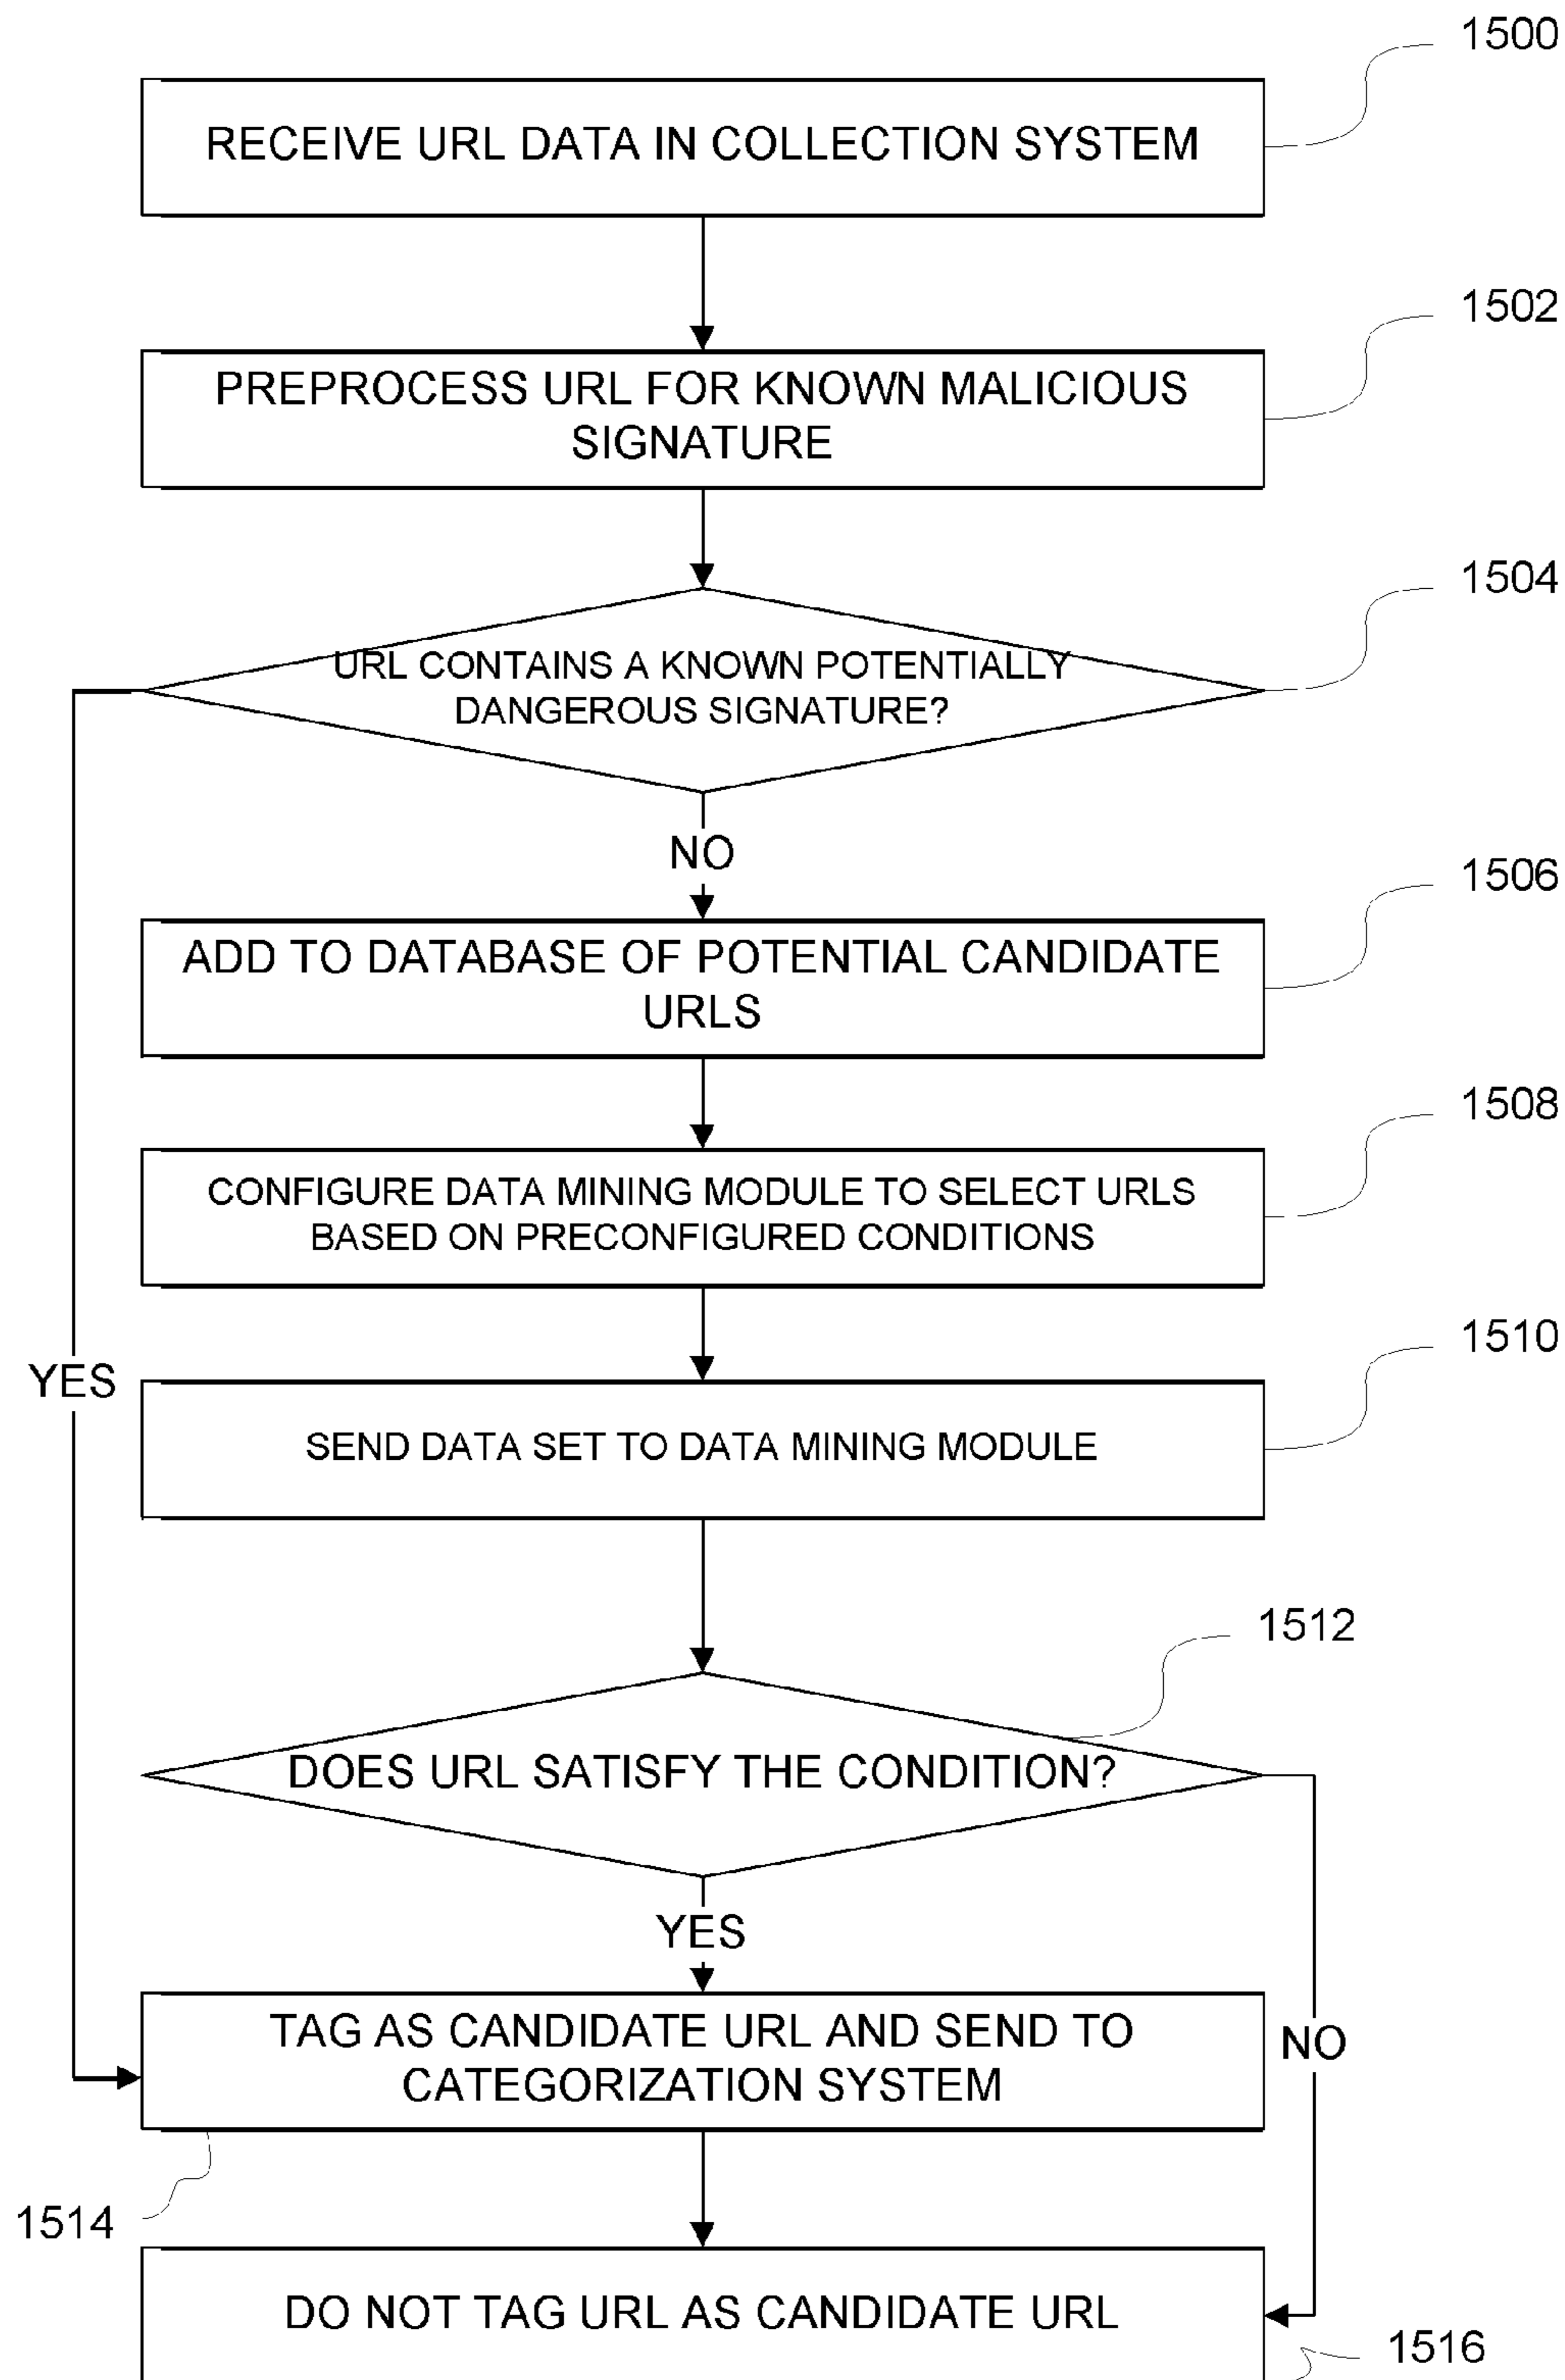 1500
RECEIVE URL DATA IN COLLECTION SYSTEM
1502
PREPROCESS URL FOR KNOWN MALICIOUS
SIGNATURE
1504
URL CONTAINS A KNOWN POTENTIALLY
DANGEROUS SIGNATURE?
NO
1506
ADD TO DATABASE OF POTENTIAL CANDIDATE
URLS
1508
CONFIGURE DATA MINING MODULE TO SELECT URLS
BASED ON PRECONFIGURED CONDITIONS
1510
YES
SEND DATA SET TO DATA MINING MODULE
1512
DOES URL SATISFY THE CONDITION?
YES
TAG AS CANDIDATE URL AND SEND TO
CATEGORIZATION SYSTEM
NO
1514
DO NOT TAG URL AS CANDIDATE URL
1516